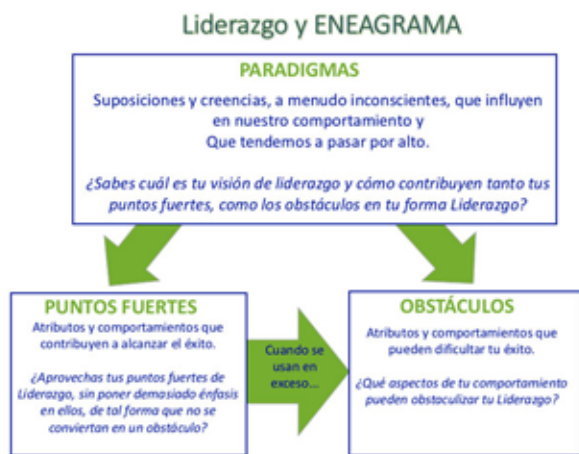 Liderazgo y ENEAGRAMA
PARADIGMAS
Suposiciones y creencias, a menudo inconscientes, que influyen
en nuestro comportamiento y
Que tendemos a pasar por alto.
¿Sabes cuál es tu visión de liderazgo y cómo contribuyen tanto tus
puntos fuertes, como los obstáculos en tu forma Liderazgo?
PUNTOS FUERTES
Atributos y comportamientos que
contribuyen a alcanzar el éxito.
¿Aprovechas tus puntos fuertes de
Liderazgo, sin poner demasiado énfasis
en ellos, de tal forma que no se
conviertan en un obstáculo?
Cuando se
usan en
exceso...
OBSTÁCULOS
Atributos y comportamientos que
pueden dificultar tu éxito.
¿Qué aspectos de tu comportamiento
pueden obstaculizar tu Liderazgo?